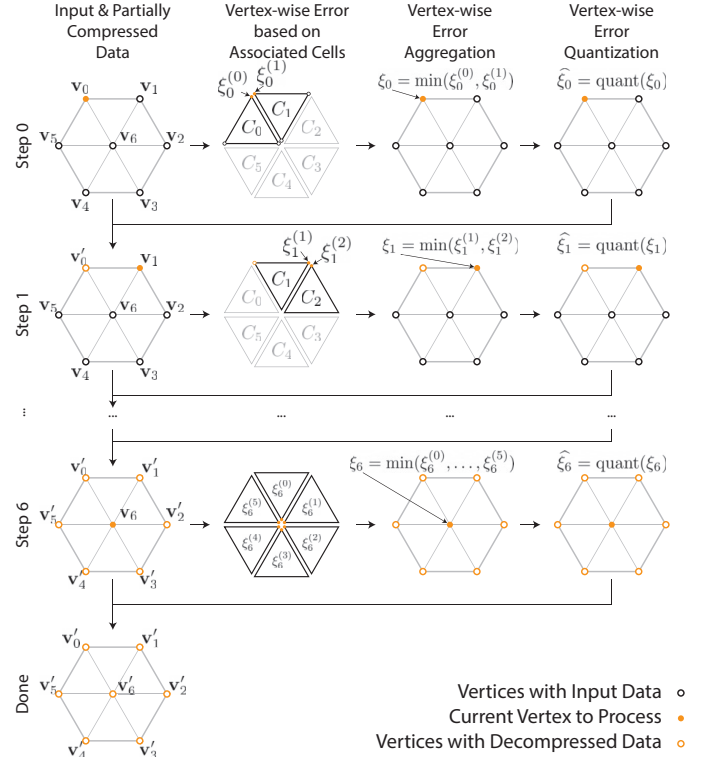 Input & Partially
Compressed
Data
Vertex-wise Error
based on
Associated Cells
Vertex-wise
Error
Aggregation
Vertex-wise
Error
Quantization
Step 0
v₀ v₁
v₅ v₆ v₂
v₄ v₃
ξ₀⁽⁰⁾ ξ₀⁽¹⁾
C₀ C₁ C₂
C₅ C₄ C₃
ξ₀ = min(ξ₀⁽⁰⁾, ξ₀⁽¹⁾)
ξ̂₀ = quant(ξ₀)
Step 1
v′₀ v₁
v₅ v₆ v₂
v₄ v₃
ξ₁⁽¹⁾ ξ₁⁽²⁾
C₀ C₁ C₂
C₅ C₄ C₃
ξ₁ = min(ξ₁⁽¹⁾, ξ₁⁽²⁾)
ξ̂₁ = quant(ξ₁)
... ... ... ... ...
Step 6
v′₀ v′₁
v′₅ v₆ v′₂
v′₄ v′₃
ξ₆⁽⁵⁾ ξ₆⁽⁰⁾ ξ₆⁽¹⁾
ξ₆⁽⁴⁾ ξ₆⁽³⁾ ξ₆⁽²⁾
ξ₆ = min(ξ₆⁽⁰⁾, . . . , ξ₆⁽⁵⁾)
ξ̂₆ = quant(ξ₆)
Done
v′₀ v′₁
v′₅ v′₆ v′₂
v′₄ v′₃
Vertices with Input Data
Current Vertex to Process
Vertices with Decompressed Data